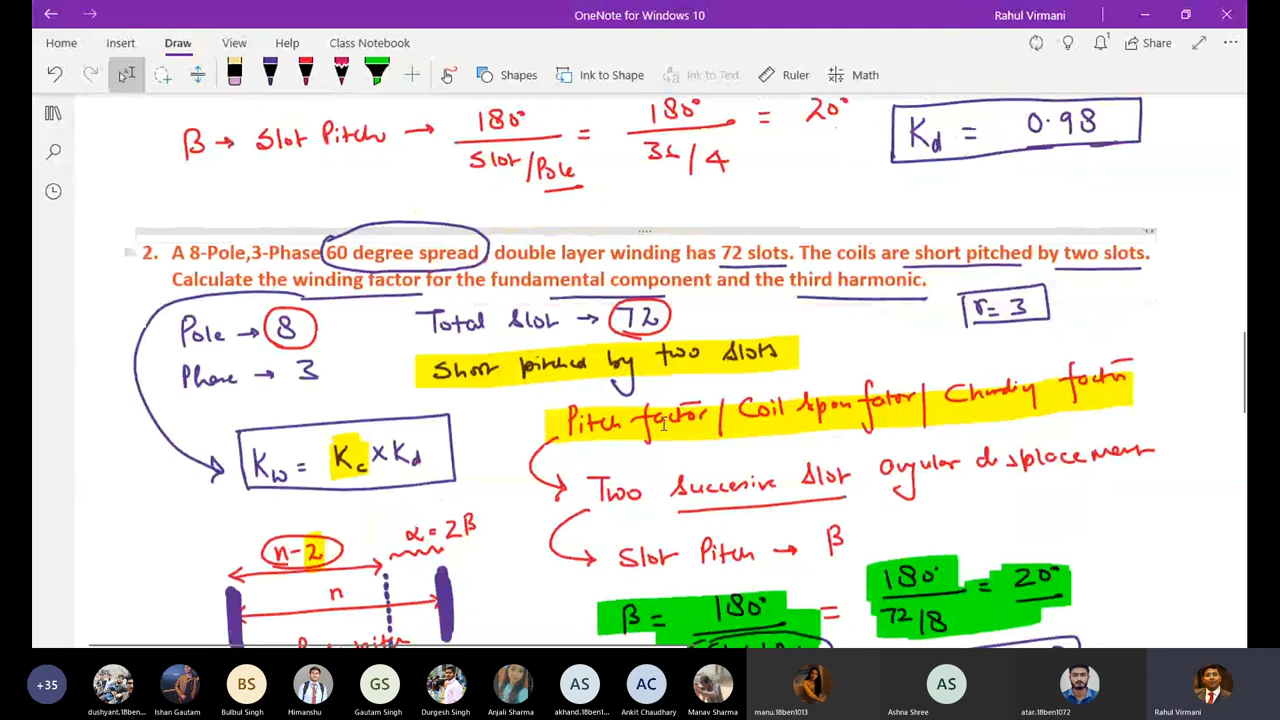 OneNote for Windows 10
Rahul Virmani
Home Insert Draw View Help Class Notebook
Share
Shapes Ink to Shape Ink to Text Ruler Math
β → Slot Pitch → 180° / Slot/Pole = 180° / 36/4 = 20°
Kd = 0.98
2. A 8-Pole,3-Phase 60 degree spread double layer winding has 72 slots. The coils are short pitched by two slots.
Calculate the winding factor for the fundamental component and the third harmonic.
Pole → 8
Total Slot → 72
r = 3
Phase → 3
Short pitched by two slots
Pitch factor / Coil span fator / Chording factor
Kw = Kc × Kd
Two succesive slot angular displacement
n-2
α = 2β
Slot Pitch → β
n
β = 180° = 180° / 72/8 = 20°
+35
BS
GS
AS
AC
AS
dushyant.18ben...
Ishan Gautam
Bulbul Singh
Himanshu
Gautam Singh
Durgesh Singh
Anjali Sharma
akhand.18ben1...
Ankit Chaudhary
Manav Sharma
manu.18ben1013
Ashna Shree
atar.18ben1072
Rahul Virmani